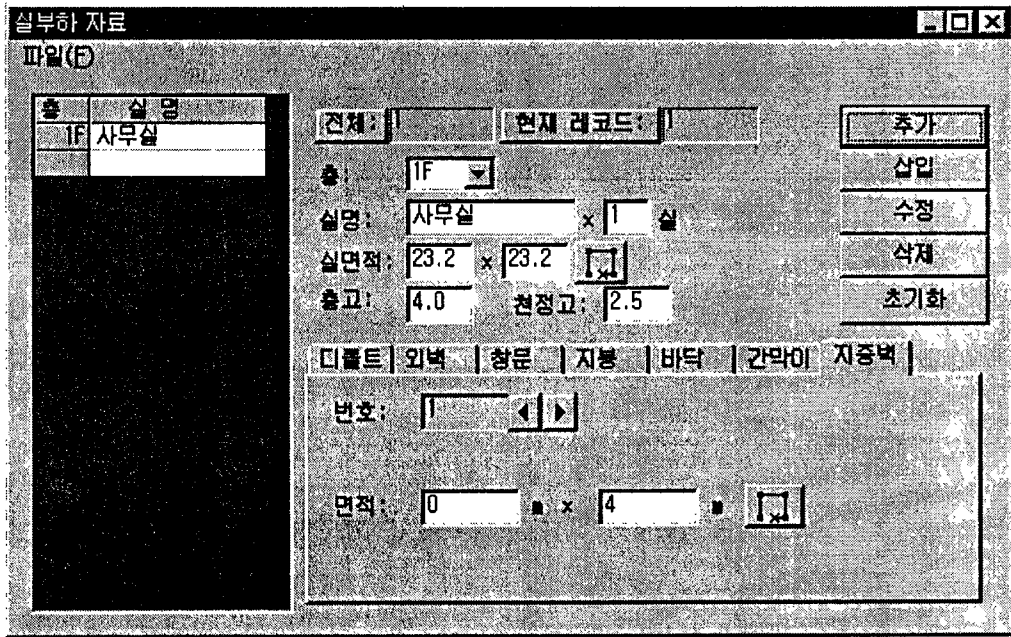 실부하 자료
파일(F)
층 실 명
1F 사무실
전체: 1 현재 레코드: 1
층: 1F
실명: 사무실 x 1 실
실면적: 23.2 x 23.2
층고: 4.0 천정고: 2.5
추가
삽입
수정
삭제
초기화
디폴트 외벽 창문 지붕 바닥 간막이 지중벽
번호: 1
면적: 0 m x 4 m